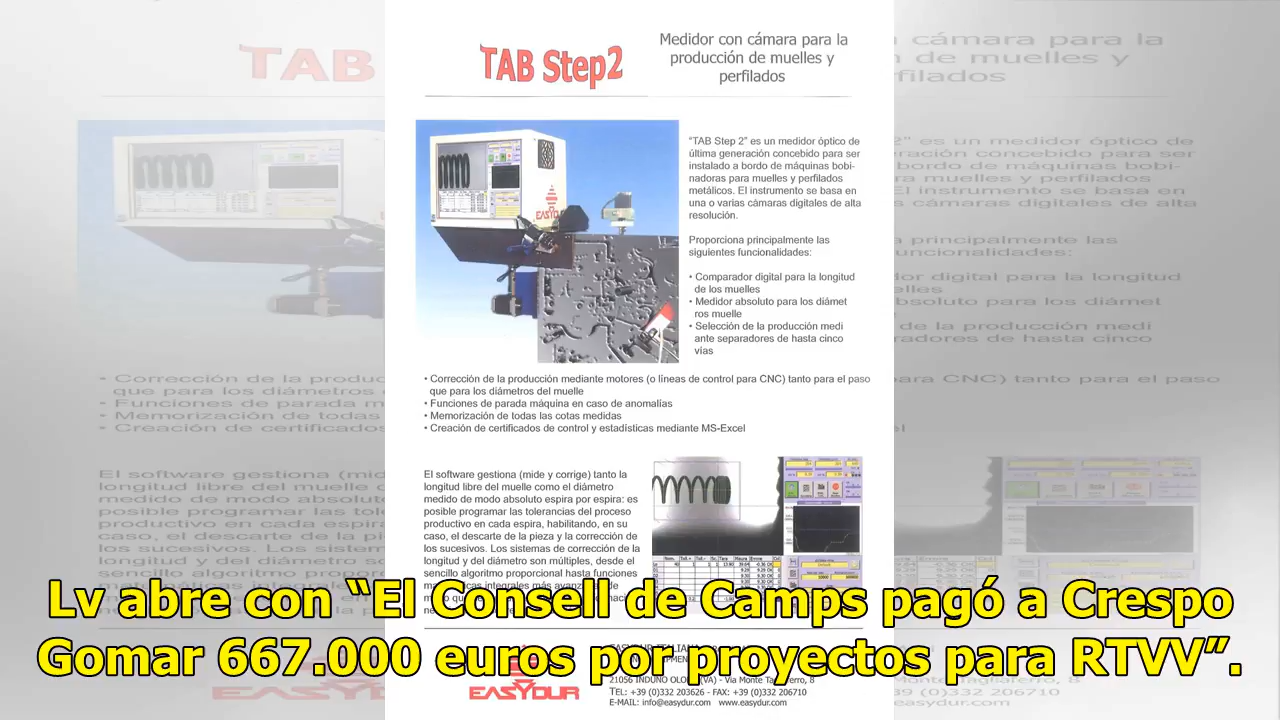 TAB Step2
Medidor con cámara para la
producción de muelles y
perfilados
“TAB Step 2” es un medidor óptico de
última generación concebido para ser
instalado a bordo de máquinas bobi-
nadoras para muelles y perfilados
metálicos. El instrumento se basa en
una o varias cámaras digitales de alta
resolución.
Proporciona principalmente las
siguientes funcionalidades:
• Comparador digital para la longitud
de los muelles
• Medidor absoluto para los diámet
ros muelle
• Selección de la producción medi
ante separadores de hasta cinco
vías
EASYDUR
• Corrección de la producción mediante motores (o líneas de control para CNC) tanto para el paso
que para los diámetros del muelle
• Funciones de parada máquina en caso de anomalías
• Memorización de todas las cotas medidas
• Creación de certificados de control y estadísticas mediante MS-Excel
El software gestiona (mide y corrige) tanto la
longitud libre del muelle como el diámetro
medido de modo absoluto espira por espira: es
posible programar las tolerancias del proceso
productivo en cada espira, habilitando, en su
caso, el descarte de la pieza y la corrección de
los sucesivos. Los sistemas de corrección de la
longitud y del diámetro son múltiples, desde el
sencillo algoritmo proporcional hasta funciones
Lv abre con “El Consell de Camps pagó a Crespo
Gomar 667.000 euros por proyectos para RTVV”.
EASYDUR
21056 INDUNO OLONA (VA) - Via Monte Tagliaferro, 8
TEL: +39 (0)332 203626 - FAX: +39 (0)332 206710
E-MAIL: info@easydur.com www.easydur.com